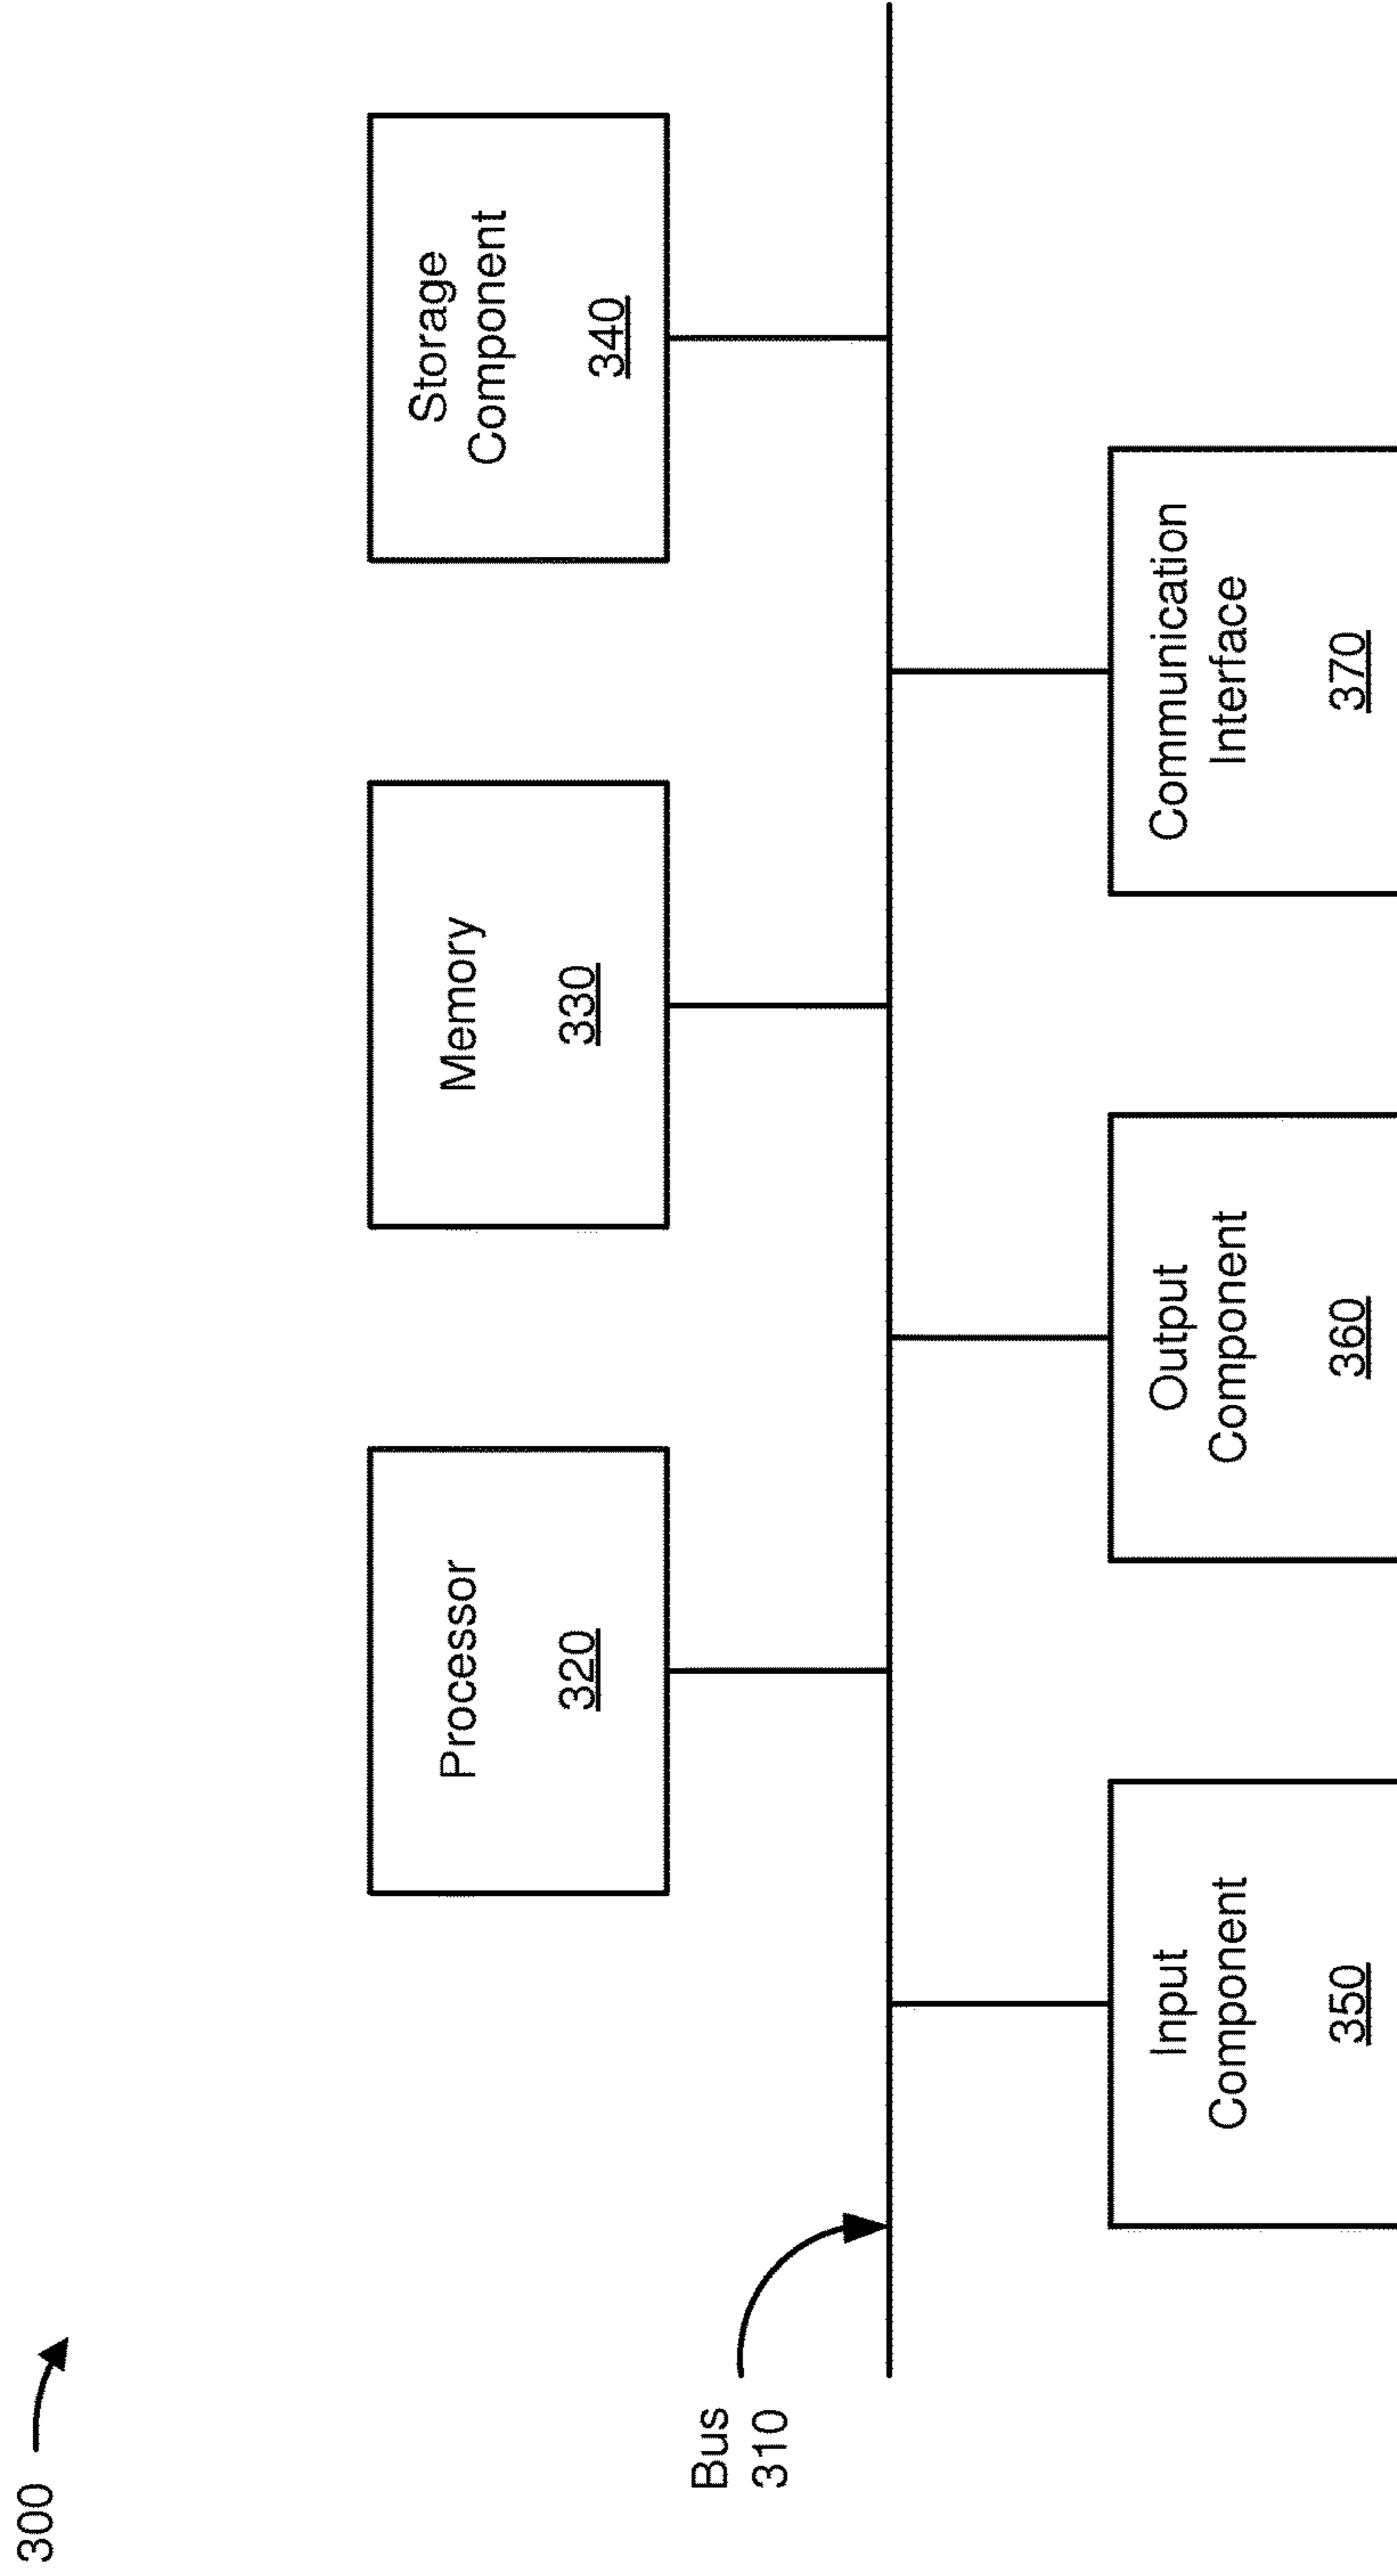 300
Processor
320
Memory
330
Storage
Component
340
Bus
310
Input
Component
350
Output
Component
360
Communication
Interface
370